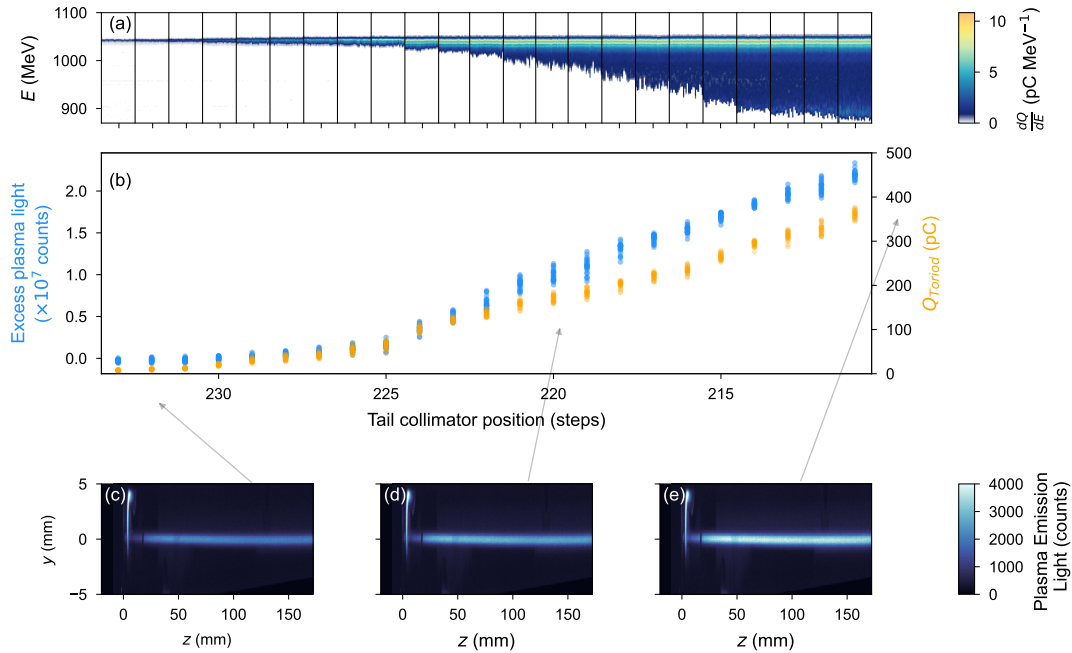 1100
1000
900
E (MeV)
(a)
10
5
0
dQ/dE (pC MeV⁻¹)
(b)
Excess plasma light
(×10⁷ counts)
2.0
1.5
1.0
0.5
0.0
500
400
300
200
100
0
Q_Toriod (pC)
230 225 220 215
Tail collimator position (steps)
(c) (d) (e)
5
0
−5
y (mm)
0 50 100 150
z (mm)
0 50 100 150
z (mm)
0 50 100 150
z (mm)
4000
3000
2000
1000
0
Plasma Emission
Light (counts)